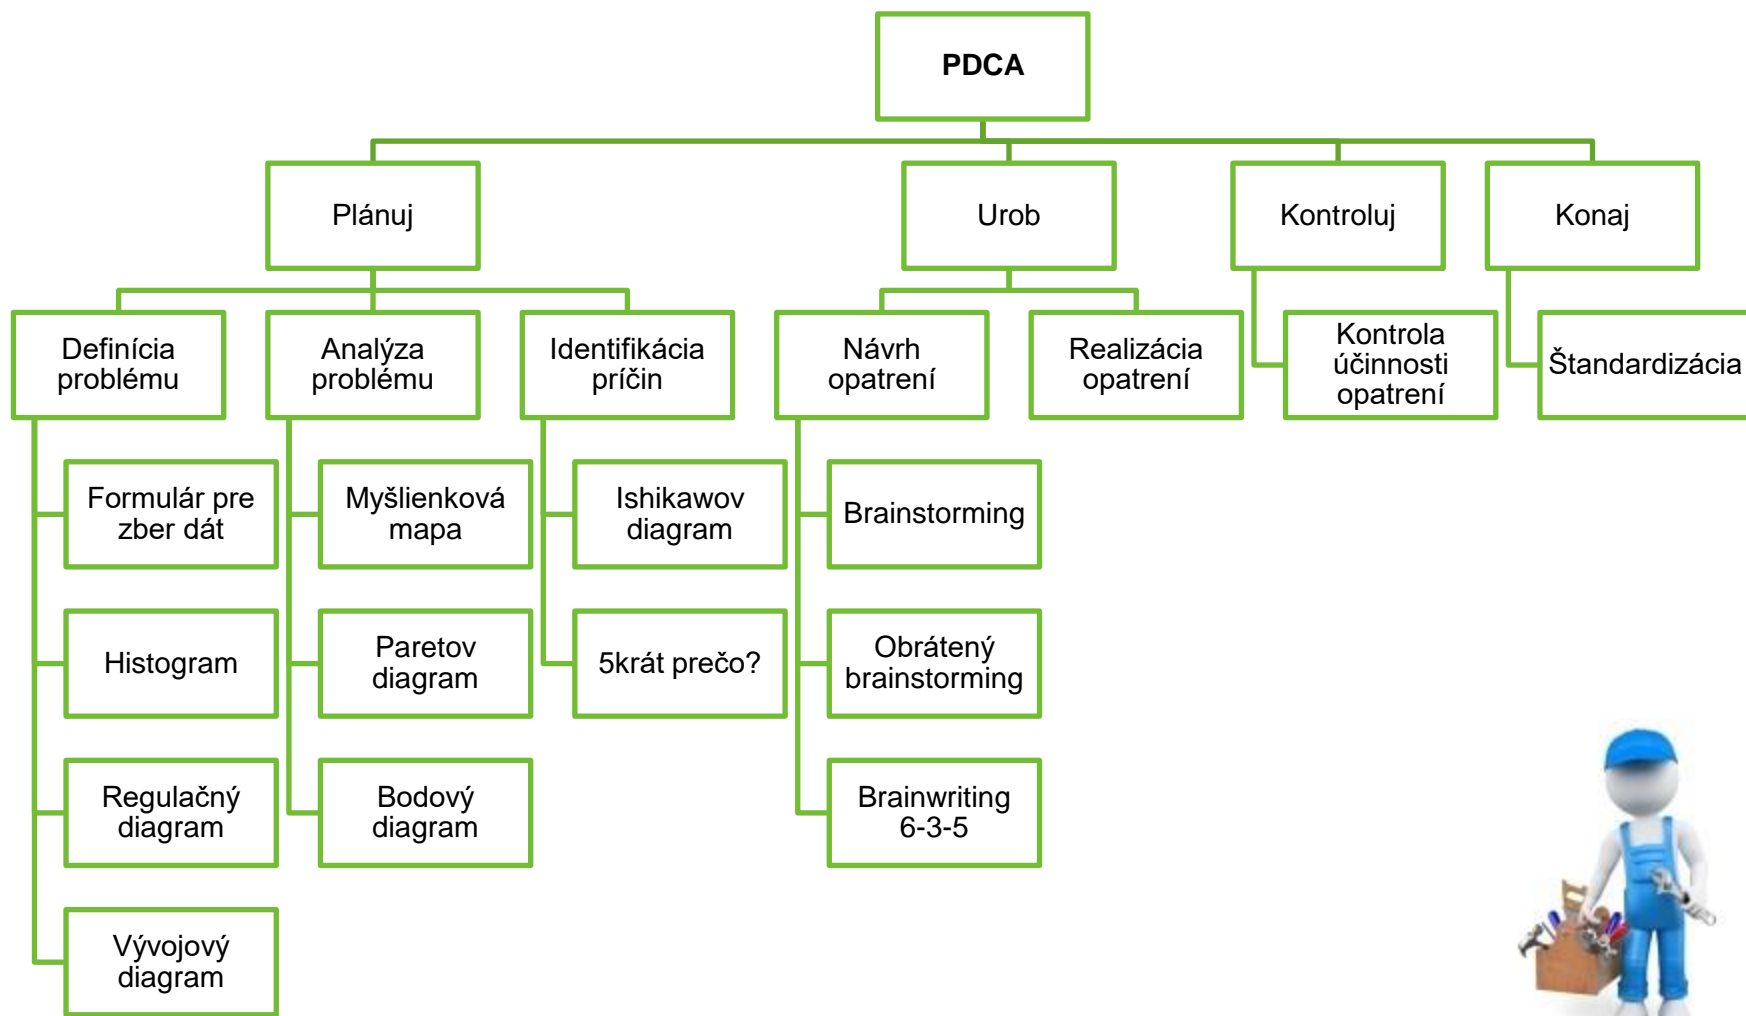 PDCA
Plánuj
Urob
Kontroluj
Konaj
Definícia
problému
Analýza
problému
Identifikácia
príčin
Návrh
opatrení
Realizácia
opatrení
Kontrola
účinnosti
opatrení
Štandardizácia
Formulár pre
zber dát
Myšlienková
mapa
Ishikawov
diagram
Brainstorming
Histogram
Paretov
diagram
5krát prečo?
Obrátený
brainstorming
Regulačný
diagram
Bodový
diagram
Brainwriting
6-3-5
Vývojový
diagram